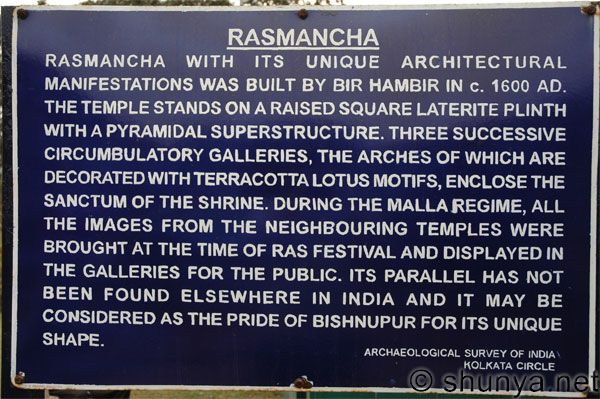 RASMANCHA
RASMANCHA WITH ITS UNIQUE ARCHITECTURAL
MANIFESTATIONS WAS BUILT BY BIR HAMBIR IN c. 1600 AD.
THE TEMPLE STANDS ON A RAISED SQUARE LATERITE PLINTH
WITH A PYRAMIDAL SUPERSTRUCTURE. THREE SUCCESSIVE
CIRCUMBULATORY GALLERIES, THE ARCHES OF WHICH ARE
DECORATED WITH TERRACOTTA LOTUS MOTIFS, ENCLOSE THE
SANCTUM OF THE SHRINE. DURING THE MALLA REGIME, ALL
THE IMAGES FROM THE NEIGHBOURING TEMPLES WERE
BROUGHT AT THE TIME OF RAS FESTIVAL AND DISPLAYED IN
THE GALLERIES FOR THE PUBLIC. ITS PARALLEL HAS NOT
BEEN FOUND ELSEWHERE IN INDIA AND IT MAY BE
CONSIDERED AS THE PRIDE OF BISHNUPUR FOR ITS UNIQUE
SHAPE.
ARCHAEOLOGICAL SURVEY OF INDIA
KOLKATA CIRCLE
© shunya.net